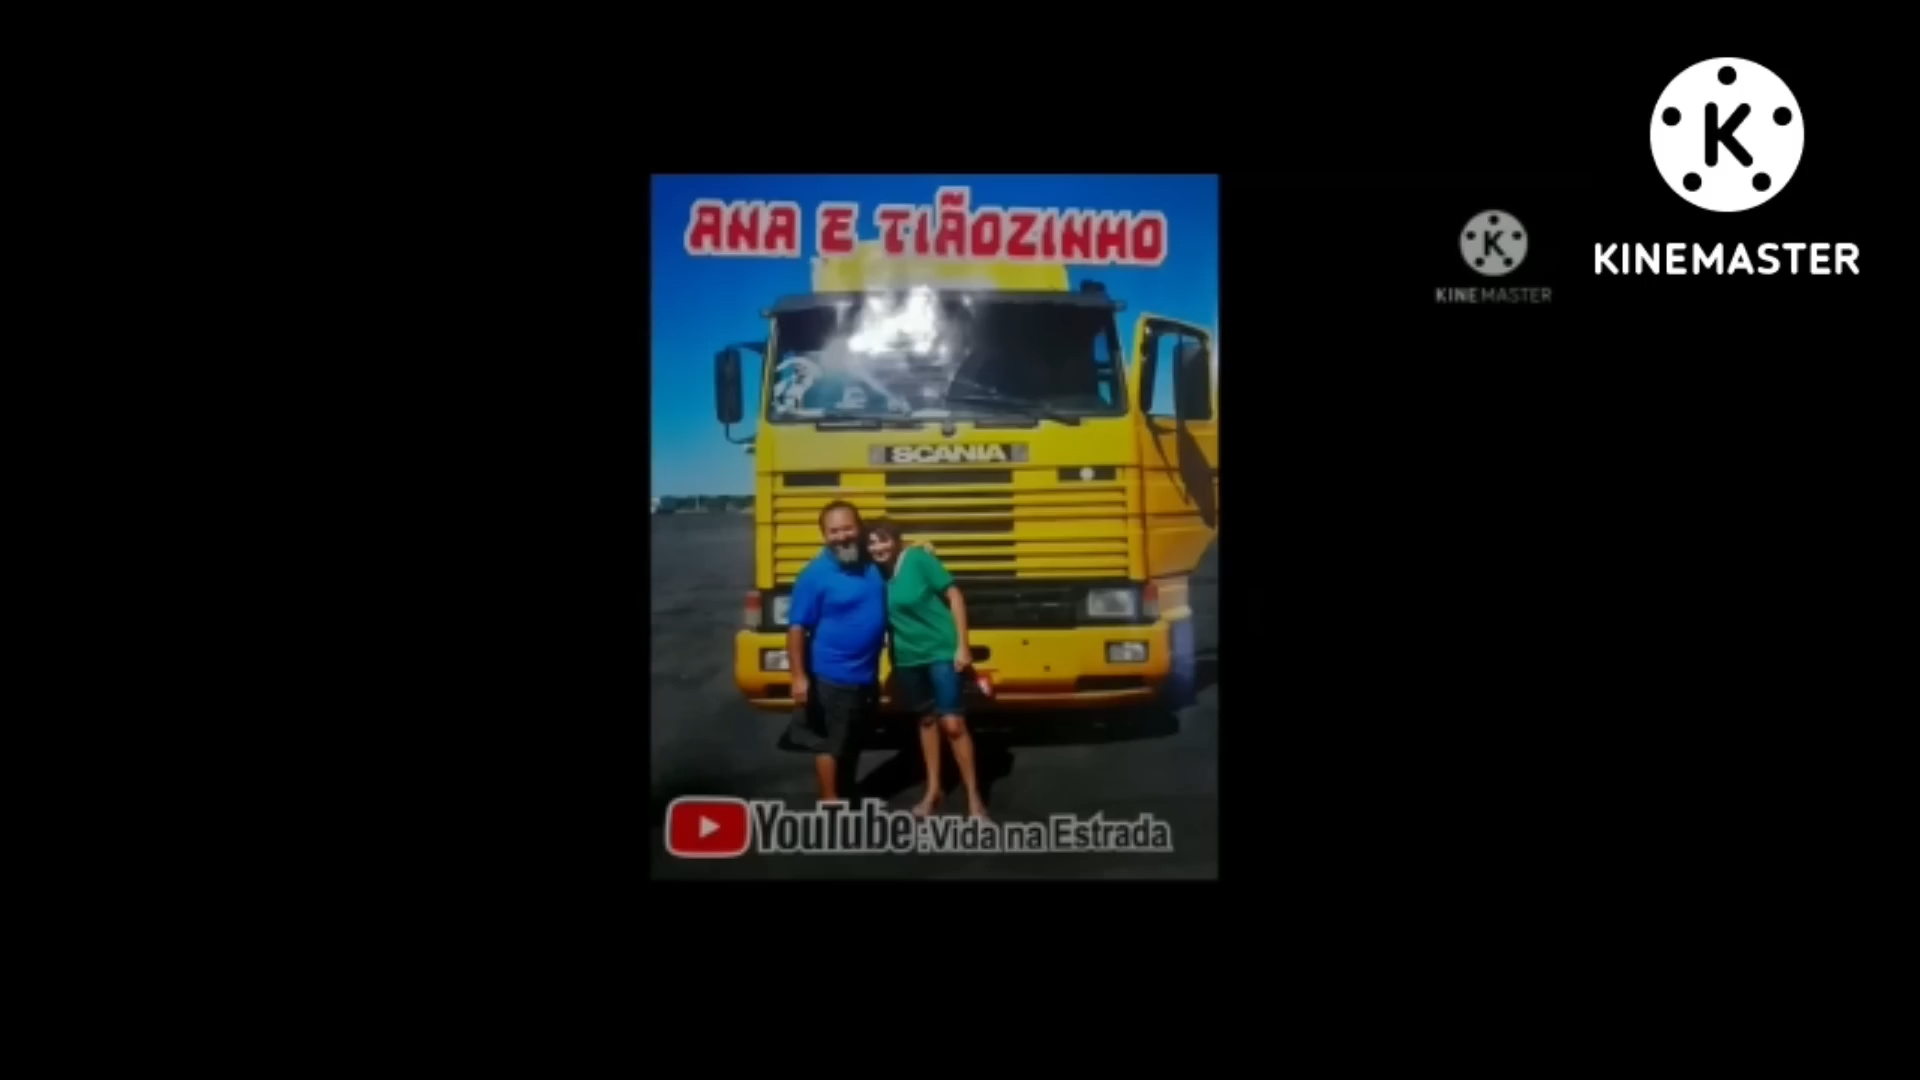 ANA E TIÃOZINHO
SCANIA
YouTube:Vida na Estrada
K
KINEMASTER
K
KINEMASTER